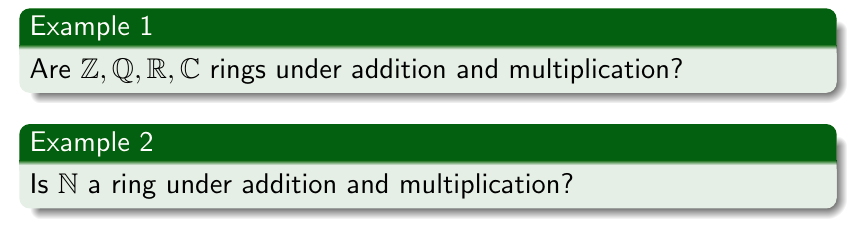 Example 1
Are ℤ, ℚ, ℝ, ℂ rings under addition and multiplication?
Example 2
Is ℕ a ring under addition and multiplication?